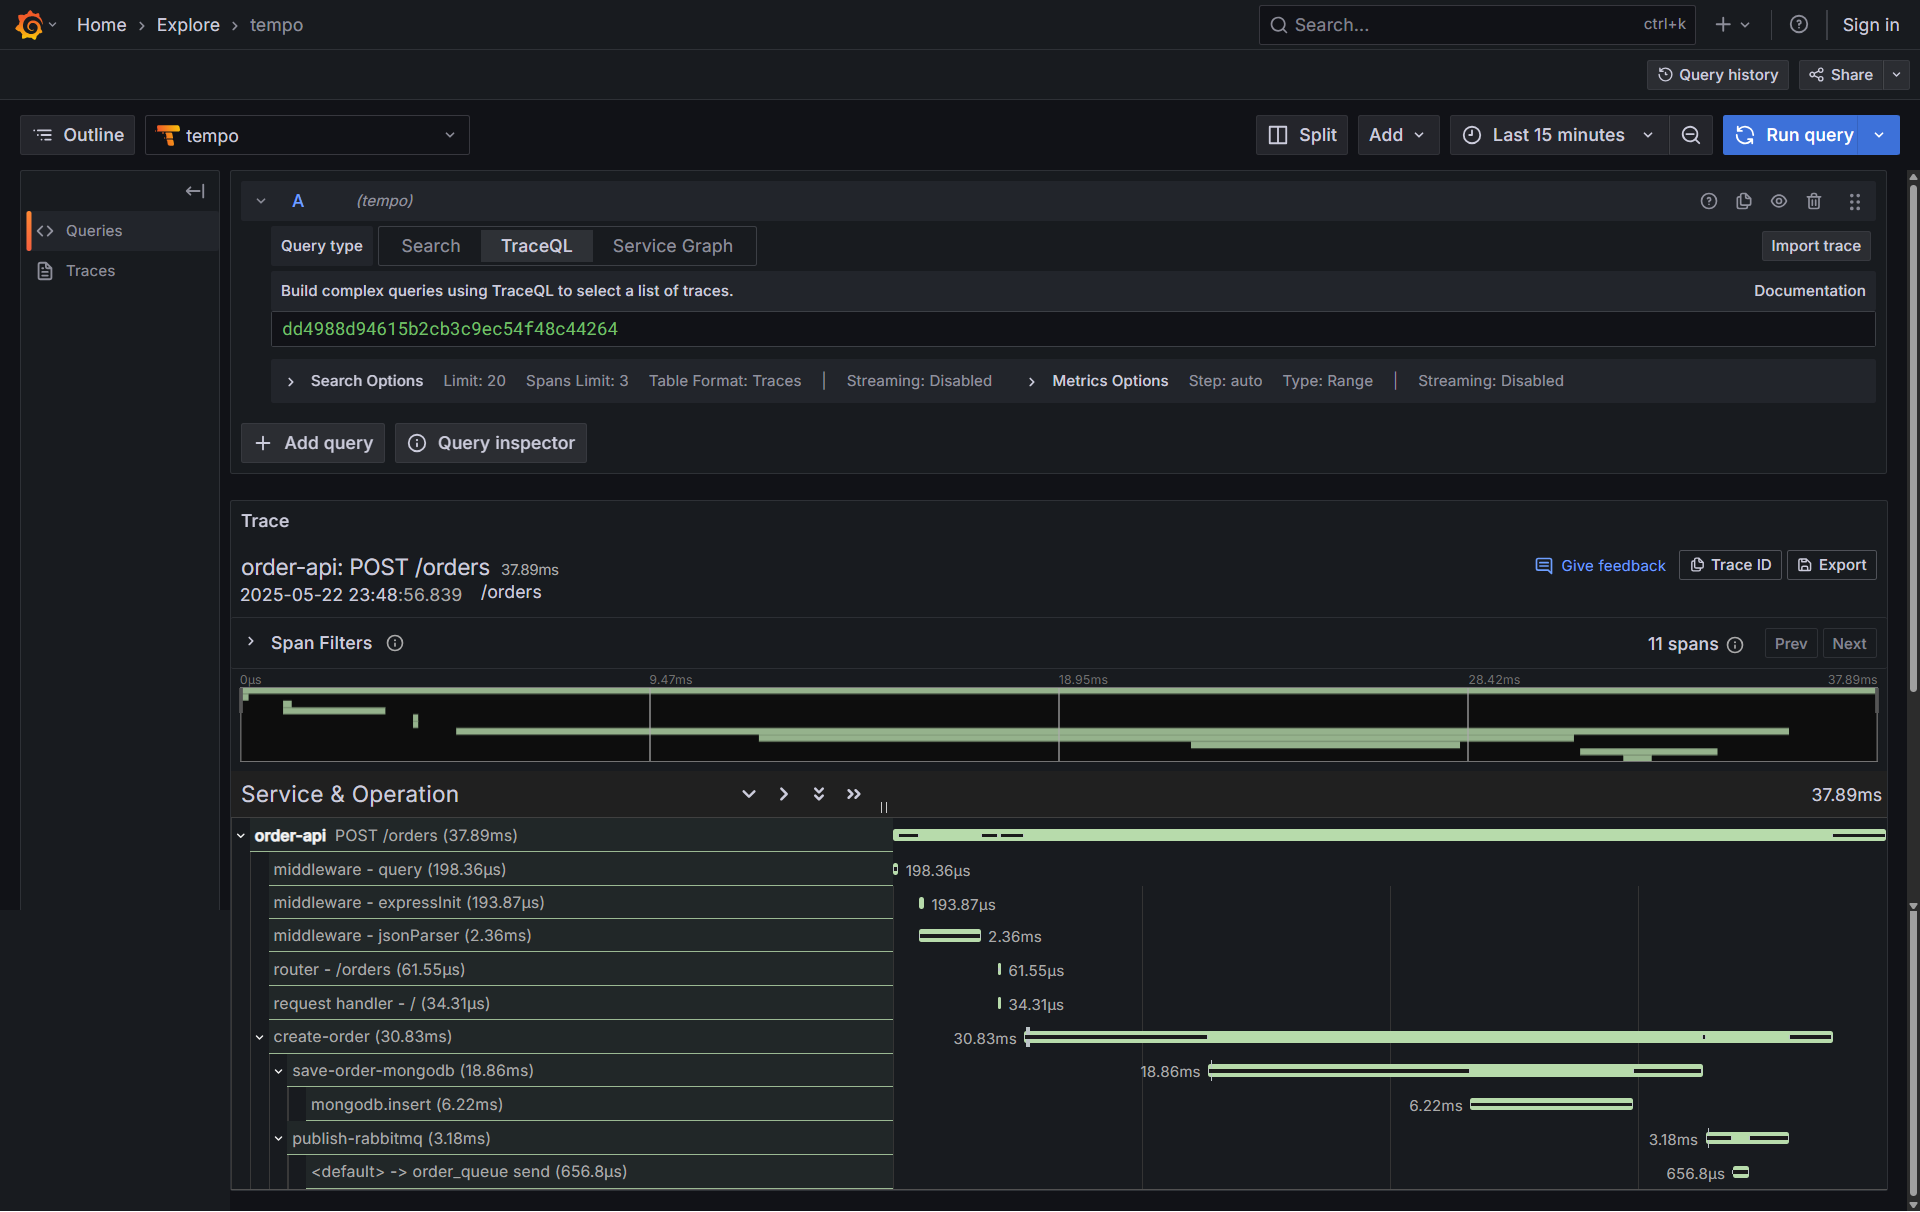 Home › Explore › tempo
Search... ctrl+k
Sign in
Query history
Share
Outline
tempo
Split
Add
Last 15 minutes
Run query
Queries
Traces
A (tempo)
Query type Search TraceQL Service Graph
Import trace
Build complex queries using TraceQL to select a list of traces.
Documentation
dd4988d94615b2cb3c9ec54f48c44264
Search Options Limit: 20 Spans Limit: 3 Table Format: Traces | Streaming: Disabled
Metrics Options Step: auto Type: Range | Streaming: Disabled
+ Add query
Query inspector
Trace
order-api: POST /orders 37.89ms
Give feedback
Trace ID
Export
2025-05-22 23:48:56.839 /orders
Span Filters
11 spans
Prev
Next
0μs 9.47ms 18.95ms 28.42ms 37.89ms
Service & Operation
37.89ms
order-api POST /orders (37.89ms)
middleware - query (198.36μs) 198.36μs
middleware - expressInit (193.87μs) 193.87μs
middleware - jsonParser (2.36ms) 2.36ms
router - /orders (61.55μs) 61.55μs
request handler - / (34.31μs) 34.31μs
create-order (30.83ms) 30.83ms
save-order-mongodb (18.86ms) 18.86ms
mongodb.insert (6.22ms) 6.22ms
publish-rabbitmq (3.18ms) 3.18ms
<default> -> order_queue send (656.8μs) 656.8μs